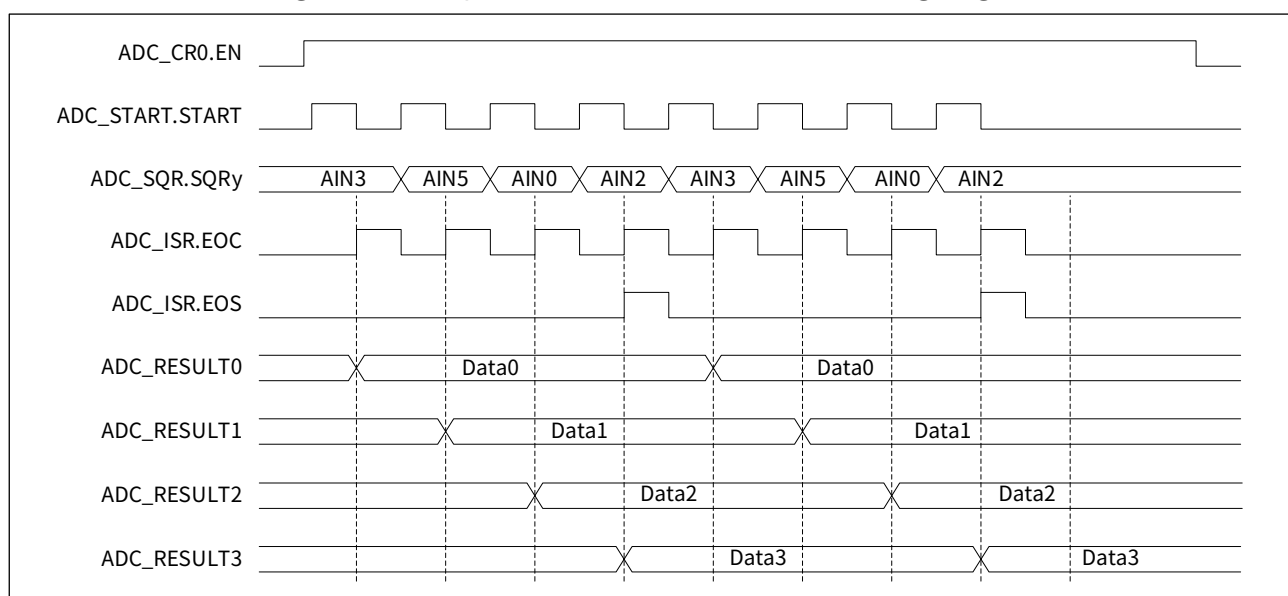 ADC_CR0.EN
ADC_START.START
ADC_SQR.SQRy AIN3 AIN5 AIN0 AIN2 AIN3 AIN5 AIN0 AIN2
ADC_ISR.EOC
ADC_ISR.EOS
ADC_RESULT0 Data0 Data0
ADC_RESULT1 Data1 Data1
ADC_RESULT2 Data2 Data2
ADC_RESULT3 Data3 Data3